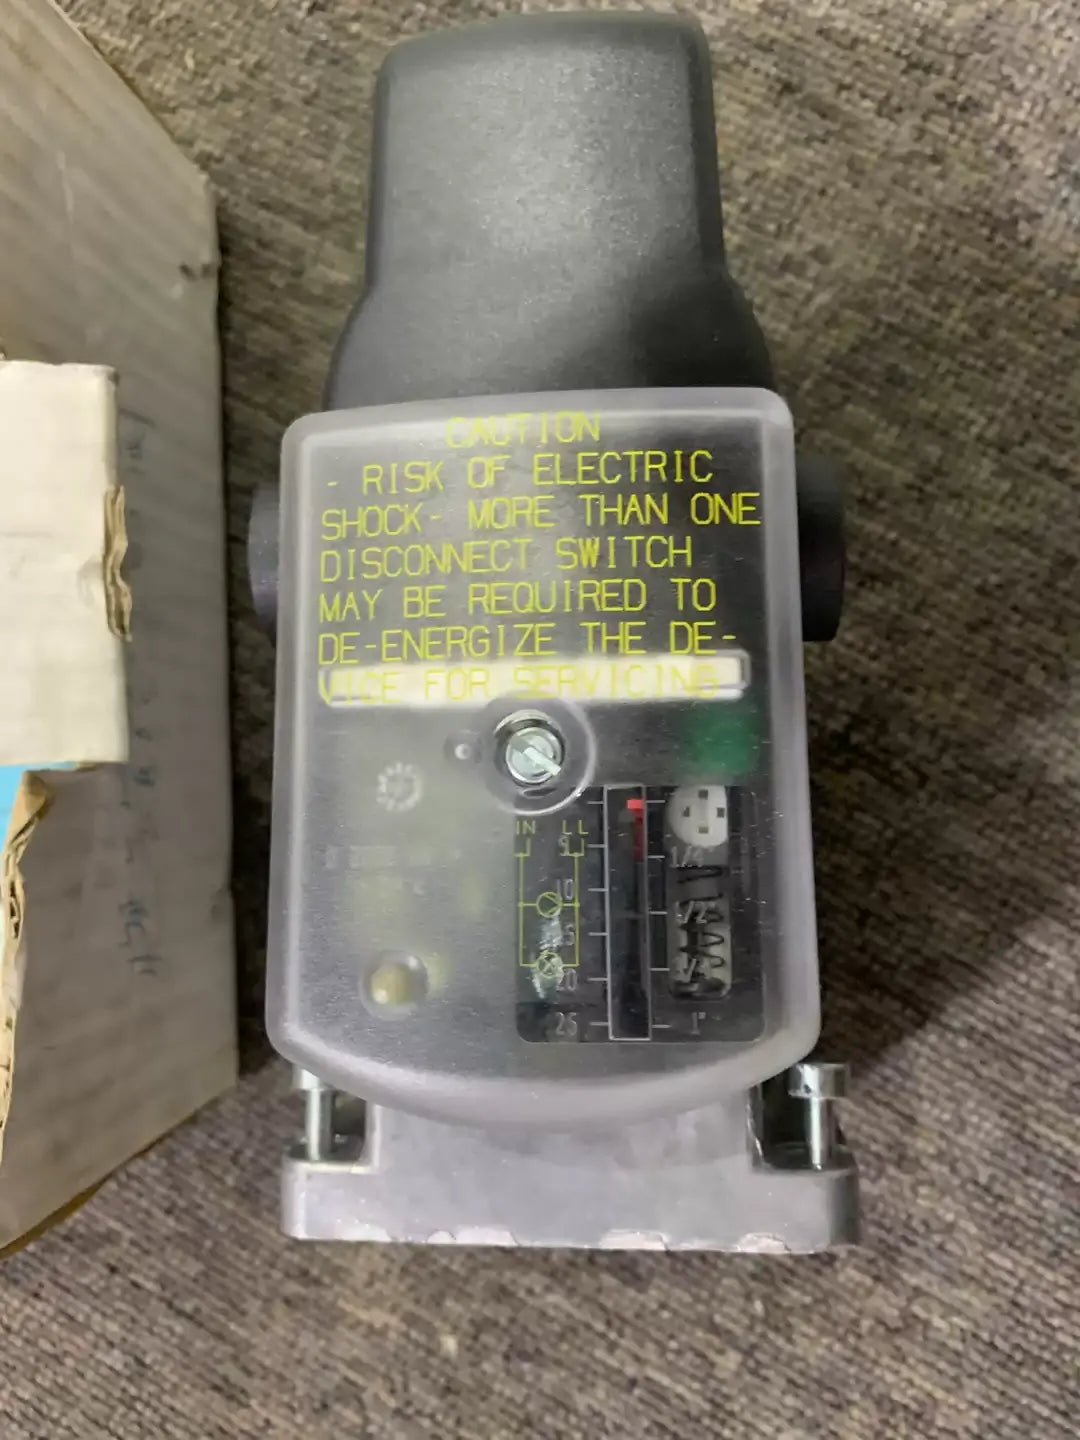 CAUTION
- RISK OF ELECTRIC
SHOCK- MORE THAN ONE
DISCONNECT SWITCH
MAY BE REQUIRED TO
DE-ENERGIZE THE DE-
VICE FOR SERVICING
IN LL
5
1/4
10
1/2
15
20
25 1"